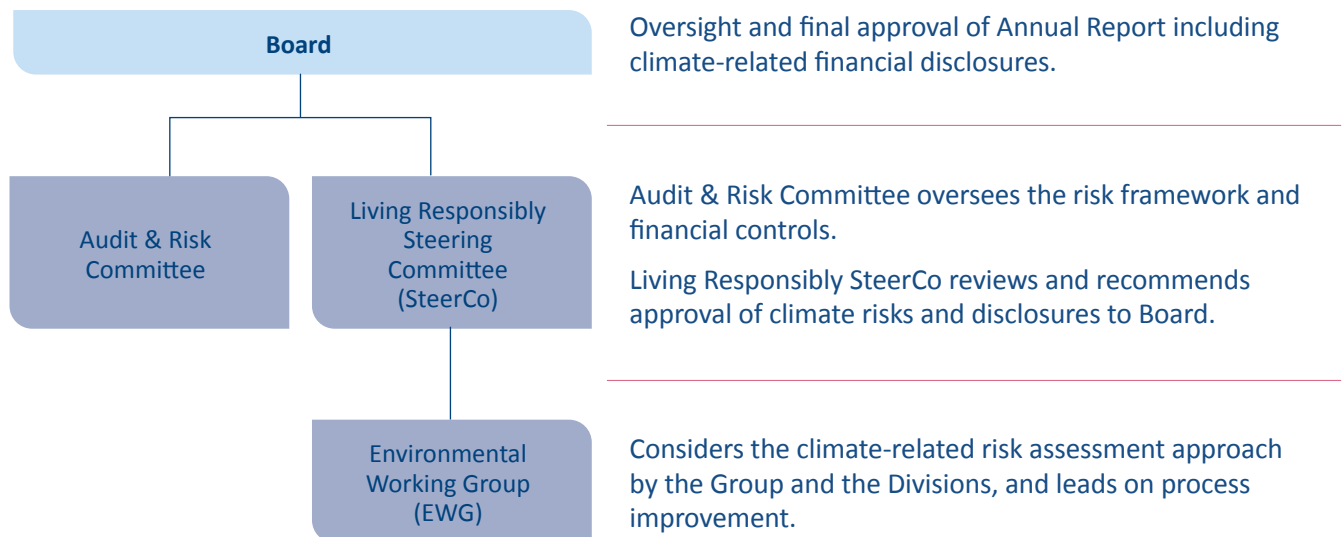 Board
Oversight and final approval of Annual Report including
climate-related financial disclosures.
Audit & Risk
Committee
Living Responsibly
Steering
Committee
(SteerCo)
Audit & Risk Committee oversees the risk framework and
financial controls.
Living Responsibly SteerCo reviews and recommends
approval of climate risks and disclosures to Board.
Environmental
Working Group
(EWG)
Considers the climate-related risk assessment approach
by the Group and the Divisions, and leads on process
improvement.